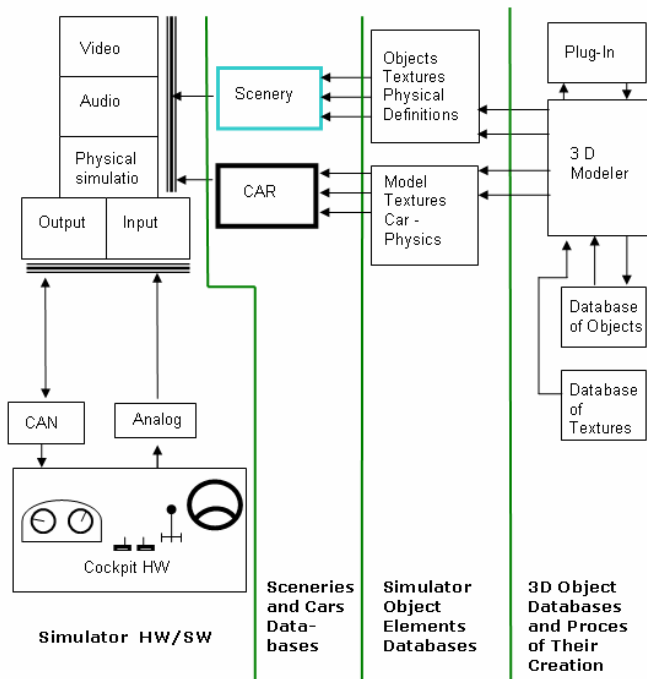 Video
Audio
Physical
simulatio
Output
Input
Scenery
CAR
Objects
Textures
Physical
Definitions
Model
Textures
Car -
Physics
Plug-In
3 D
Modeler
Database
of Objects
Database
of
Textures
CAN
Analog
Cockpit HW
Simulator HW/SW
Sceneries
and Cars
Data-
bases
Simulator
Object
Elements
Databases
3D Object
Databases
and Proces
of Their
Creation